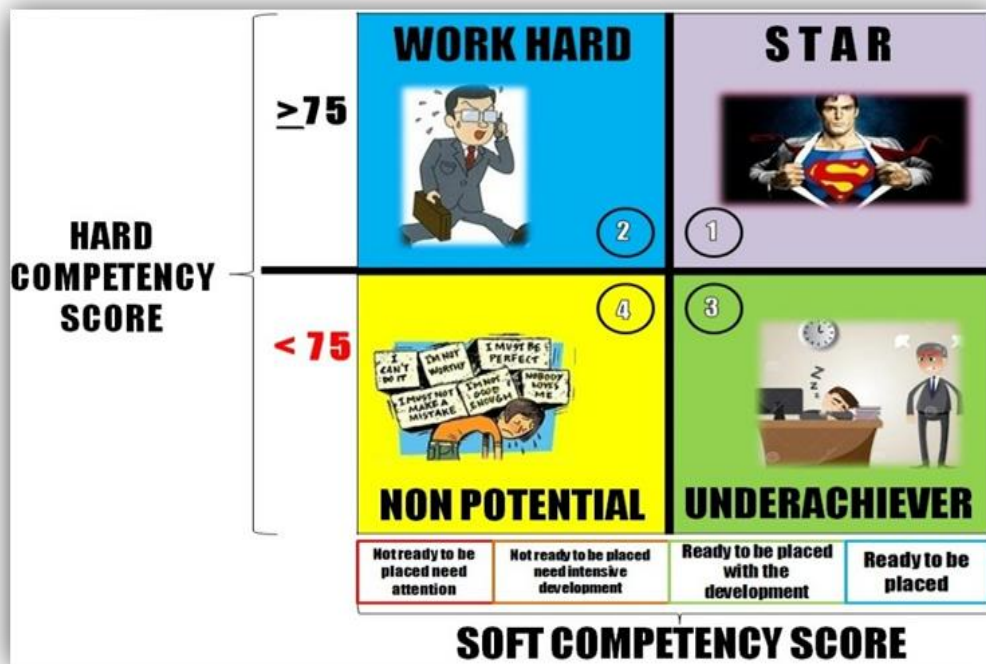 WORK HARD
STAR
≥75
2
1
HARD
COMPETENCY
SCORE
< 75
4
3
I
CAN'T
DO IT
I'M NOT
WORTHY
I MUST BE
PERFECT
I MUST NOT
MAKE A
MISTAKE
I'M NOT
GOOD
ENOUGH
NOBODY
LOVES
ME
Z Z Z
NON POTENTIAL
UNDERACHIEVER
Not ready to be
placed need
attention
Not ready to be placed
need intensive
development
Ready to be placed
with the
development
Ready to be
placed
SOFT COMPETENCY SCORE